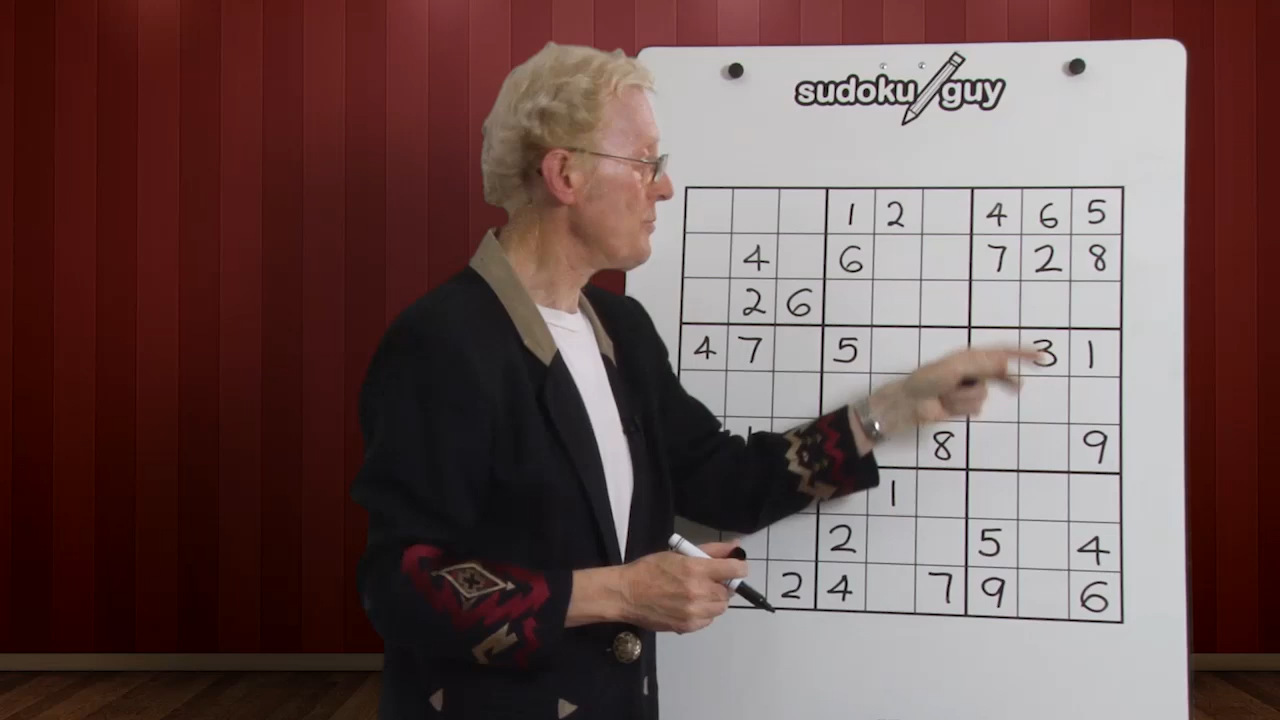 sudoku guy
1 2 4 6 5
4 6 7 2 8
2 6
4 7 5 3 1
8 9
1
2 5 4
2 4 7 9 6